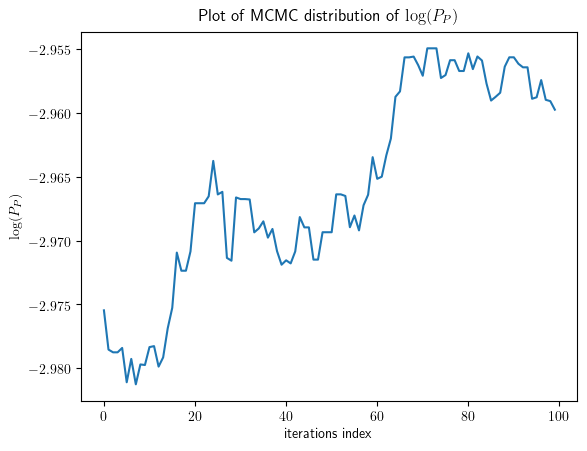 Plot of MCMC distribution of log(P_P)
log(P_P)
−2.955
−2.960
−2.965
−2.970
−2.975
−2.980
0 20 40 60 80 100
iterations index